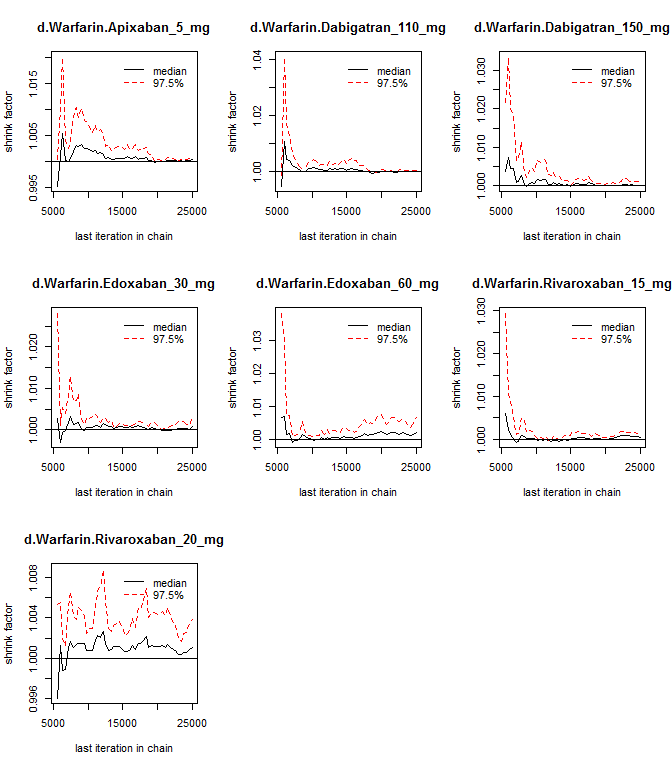 d.Warfarin.Apixaban_5_mg
shrink factor
0.995 1.005 1.015
median
97.5%
5000 15000 25000
last iteration in chain
d.Warfarin.Dabigatran_110_mg
shrink factor
1.00 1.02 1.04
median
97.5%
5000 15000 25000
last iteration in chain
d.Warfarin.Dabigatran_150_mg
shrink factor
1.000 1.010 1.020 1.030
median
97.5%
5000 15000 25000
last iteration in chain
d.Warfarin.Edoxaban_30_mg
shrink factor
1.000 1.010 1.020
median
97.5%
5000 15000 25000
last iteration in chain
d.Warfarin.Edoxaban_60_mg
shrink factor
1.00 1.01 1.02 1.03
median
97.5%
5000 15000 25000
last iteration in chain
d.Warfarin.Rivaroxaban_15_mg
shrink factor
1.000 1.010 1.020 1.030
median
97.5%
5000 15000 25000
last iteration in chain
d.Warfarin.Rivaroxaban_20_mg
shrink factor
0.996 1.000 1.004 1.008
median
97.5%
5000 15000 25000
last iteration in chain